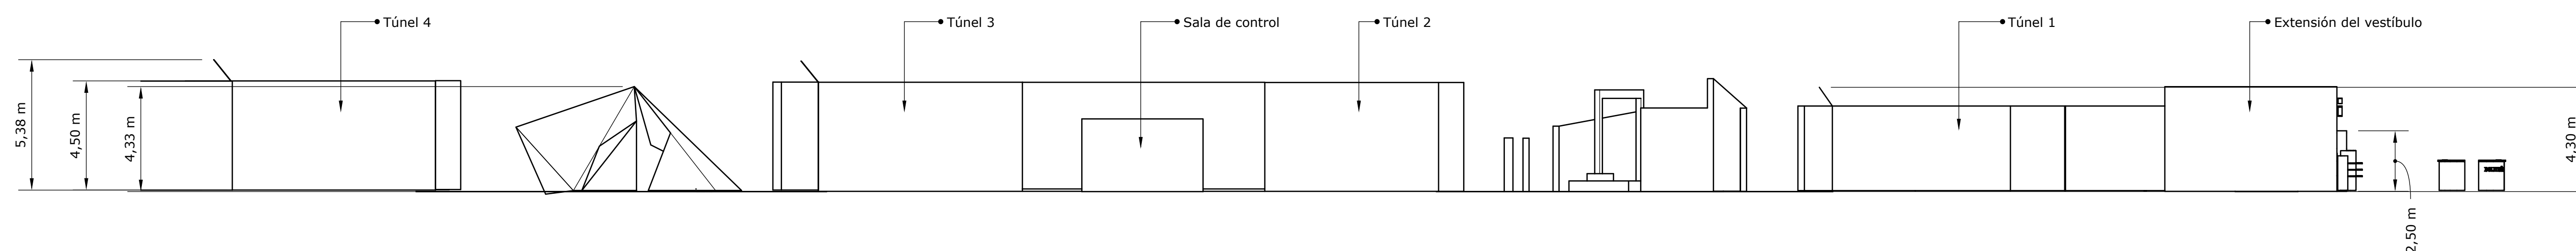 Túnel 4
Túnel 3
Sala de control
Túnel 2
Túnel 1
Extensión del vestíbulo
5,38 m
4,50 m
4,33 m
4,30 m
2,50 m